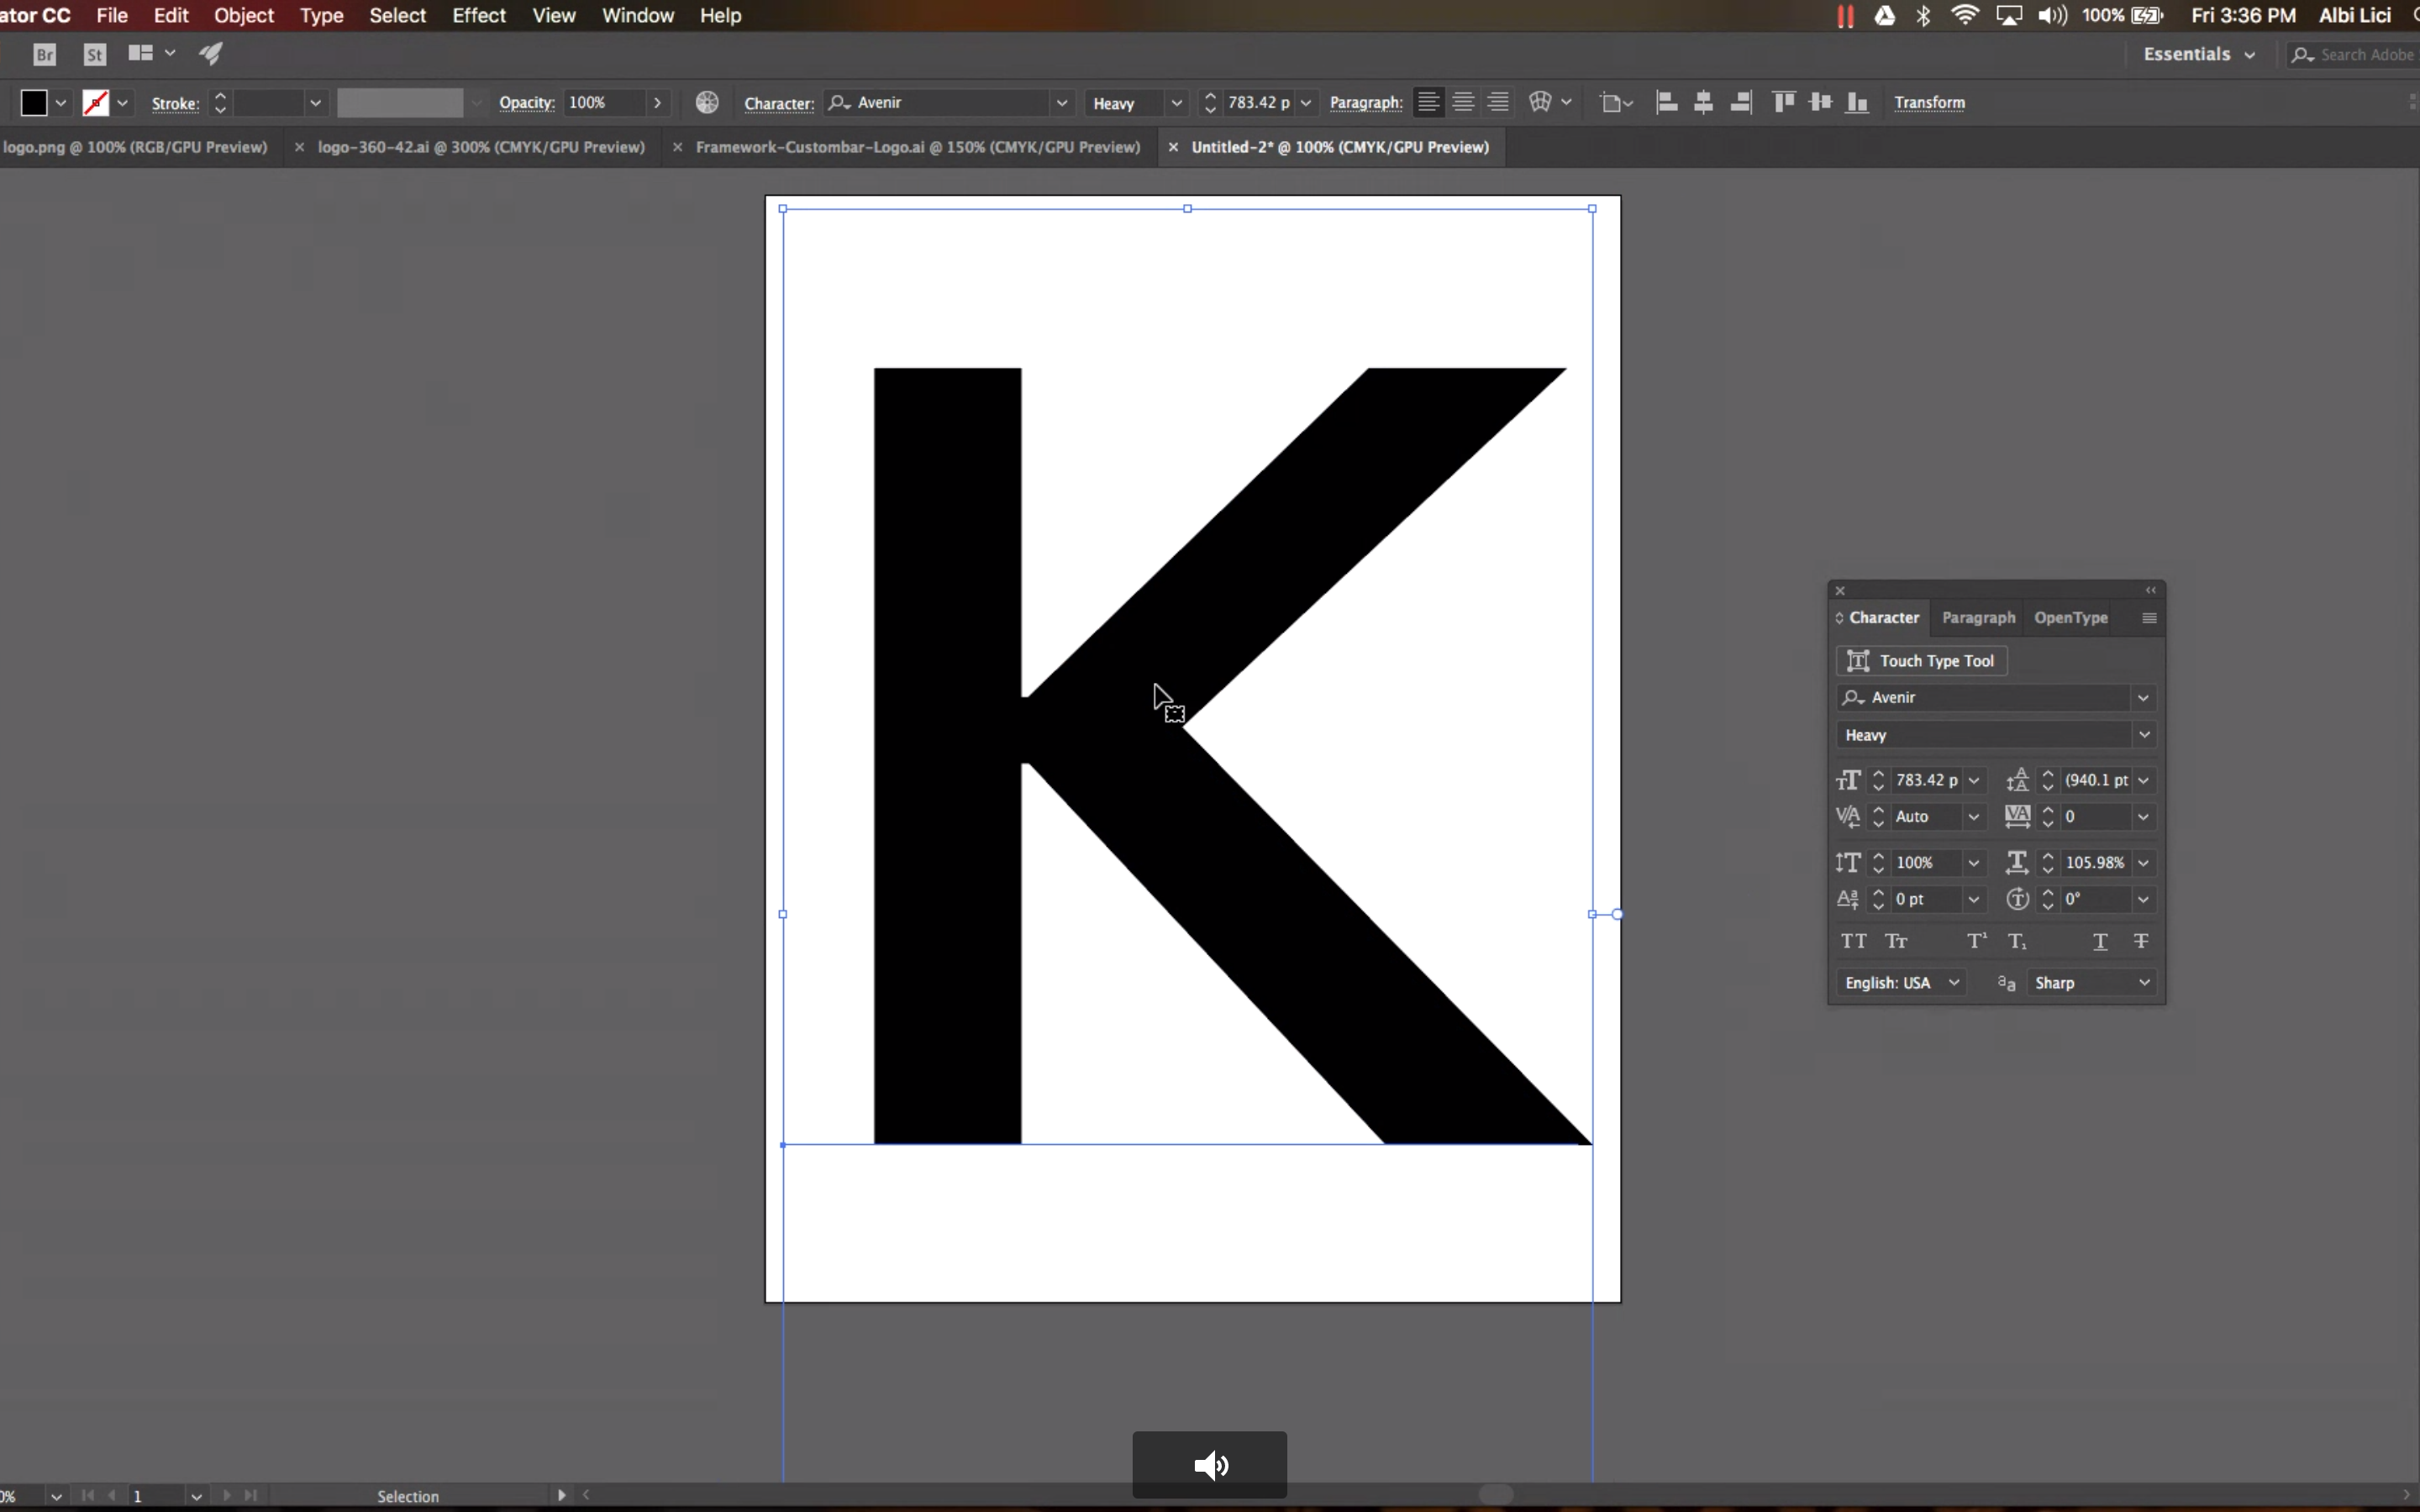 ator CC File Edit Object Type Select Effect View Window Help 100% Fri 3:36 PM Albi Lici
Br St Essentials Search Adobe
Stroke: Opacity: 100% Character: Avenir Heavy 783.42 p Paragraph: Transform
logo.png @ 100% (RGB/GPU Preview) × logo-360-42.ai @ 300% (CMYK/GPU Preview) × Framework-Custombar-Logo.ai @ 150% (CMYK/GPU Preview) × Untitled-2* @ 100% (CMYK/GPU Preview)
K
Character Paragraph OpenType
Touch Type Tool
Avenir
Heavy
783.42 p (940.1 pt
Auto 0
100% 105.98%
0 pt 0°
TT Tr T¹ T₁ T T
English: USA aa Sharp
0% 1 Selection